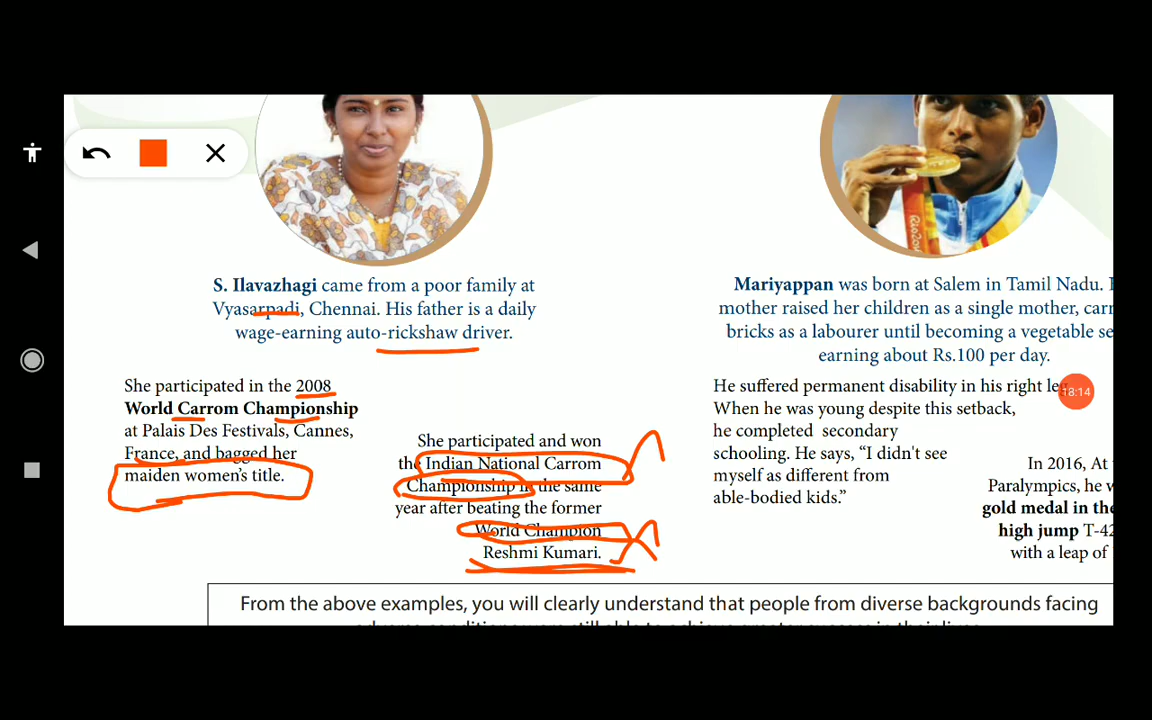 S. Ilavazhagi came from a poor family at
Vyasarpadi, Chennai. His father is a daily
wage-earning auto-rickshaw driver.
She participated in the 2008
World Carrom Championship
at Palais Des Festivals, Cannes,
France, and bagged her
maiden women's title.
She participated and won
the Indian National Carrom
Championship in the same
year after beating the former
World Champion
Reshmi Kumari.
RIO2016
Mariyappan was born at Salem in Tamil Nadu.
mother raised her children as a single mother,
bricks as a labourer until becoming a vegetable
earning about Rs.100 per day.
He suffered permanent disability in his right leg
18:14
When he was young despite this setback,
he completed secondary
schooling. He says, “I didn't see
myself as different from
able-bodied kids.”
In 2016, At
Paralympics, he
gold medal in the
high jump T-42
with a leap of
From the above examples, you will clearly understand that people from diverse backgrounds facing